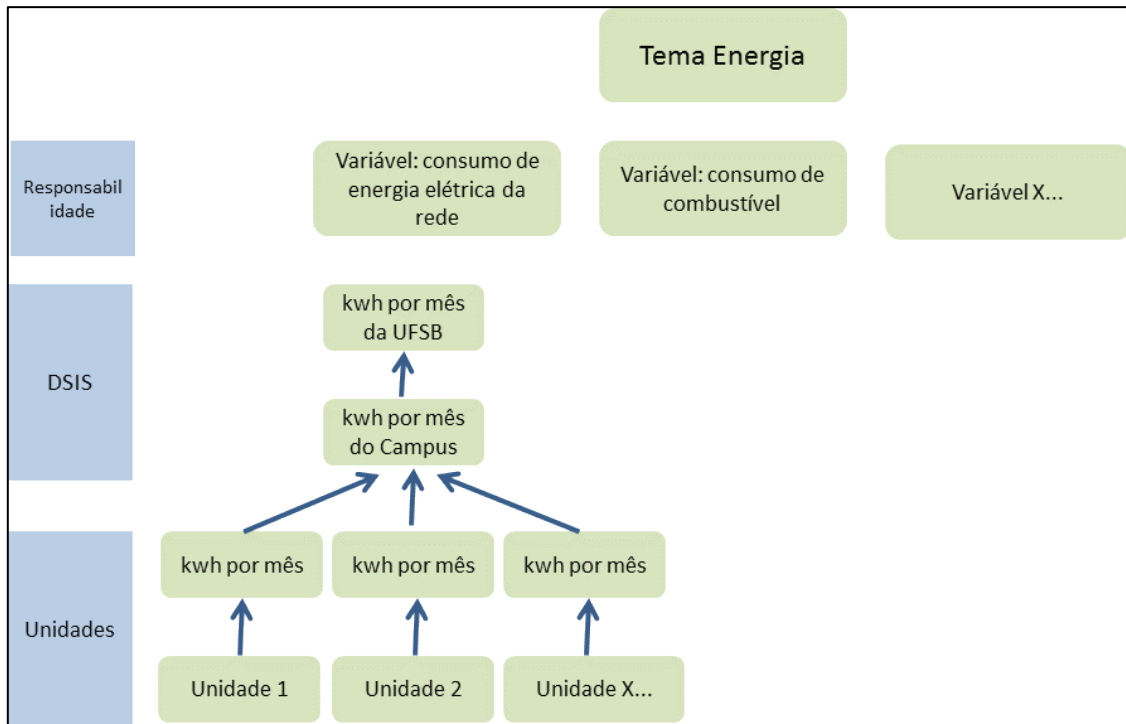 Tema Energia
Responsabil
idade
Variável: consumo de
energia elétrica da
rede
Variável: consumo de
combustível
Variável X...
DSIS
kwh por mês
da UFSB
kwh por mês
do Campus
Unidades
kwh por mês
kwh por mês
kwh por mês
Unidade 1
Unidade 2
Unidade X...